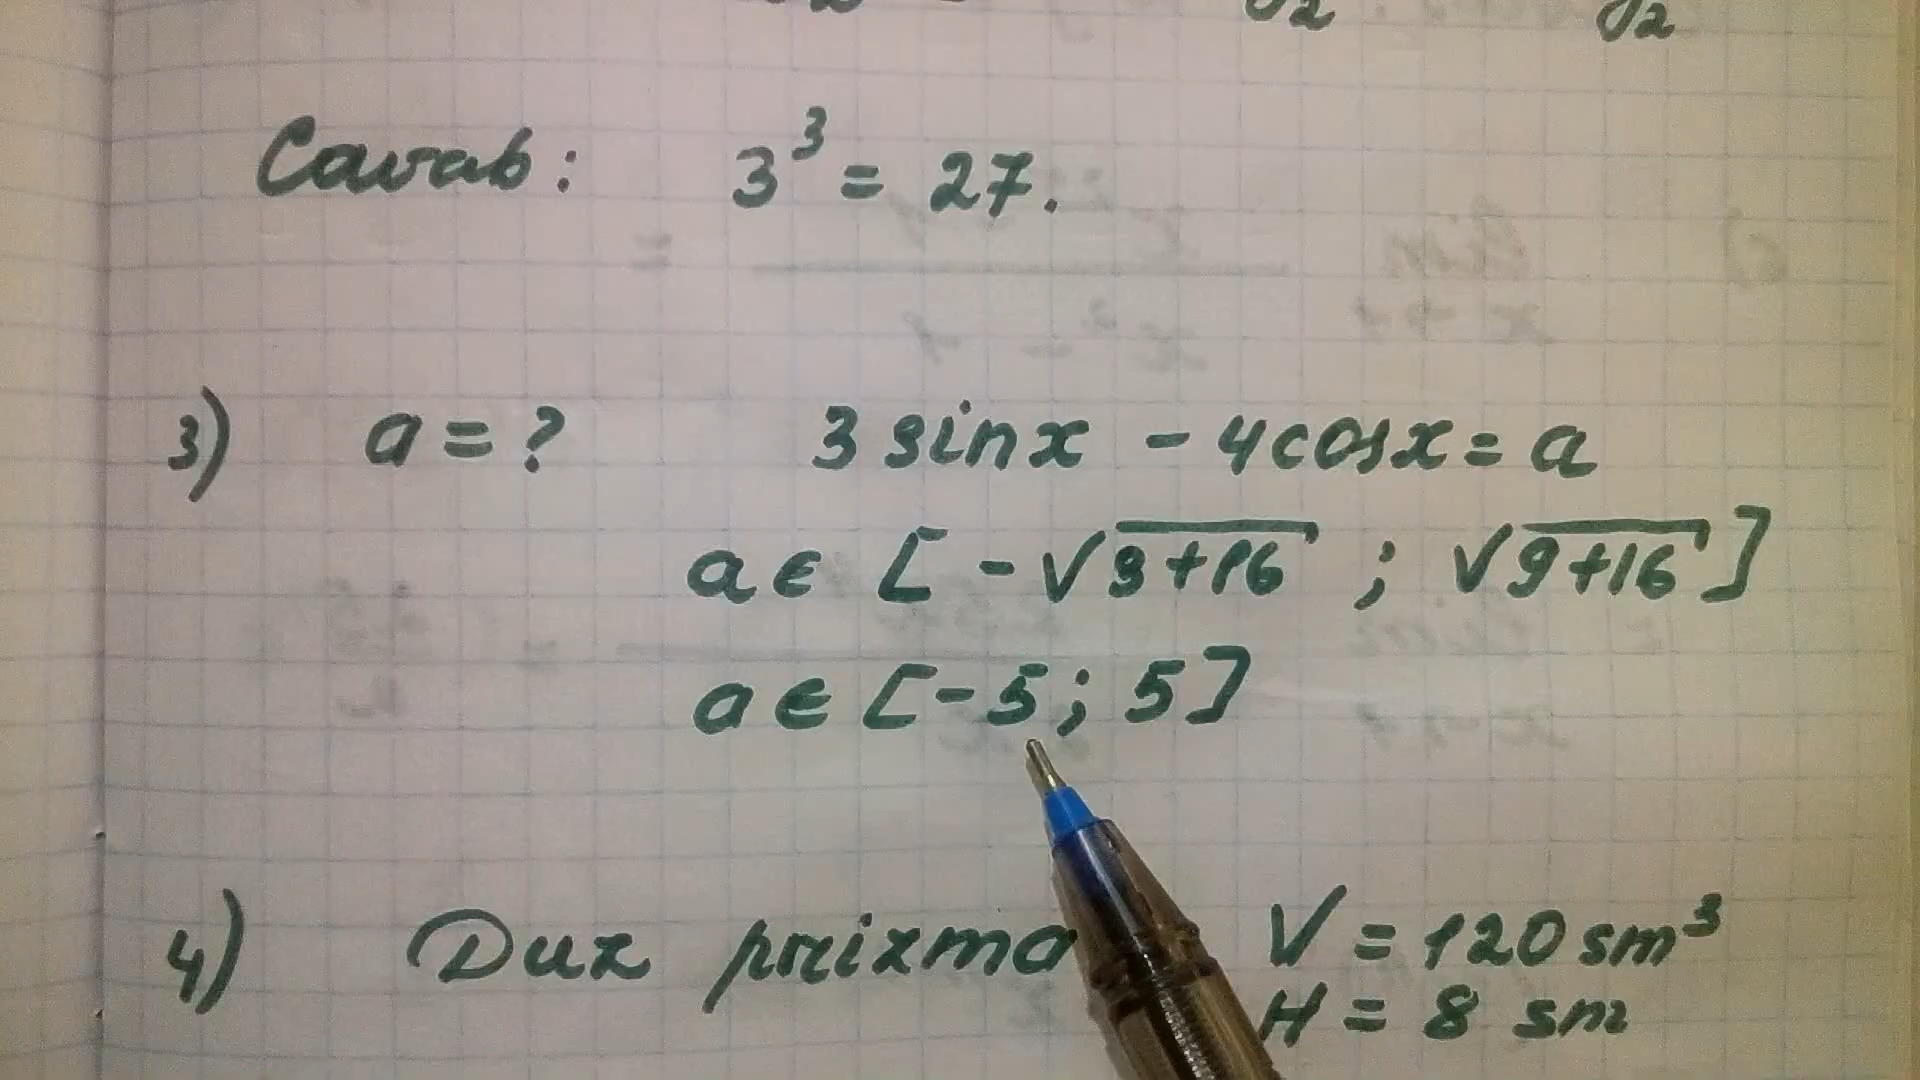 Cavab: 3³ = 27.
3) a = ? 3 sinx - 4cosx = a
a ∈ [-√9+16 ; √9+16]
a ∈ [-5; 5]
4) Duz prizma V = 120 sm³
H = 8 sm